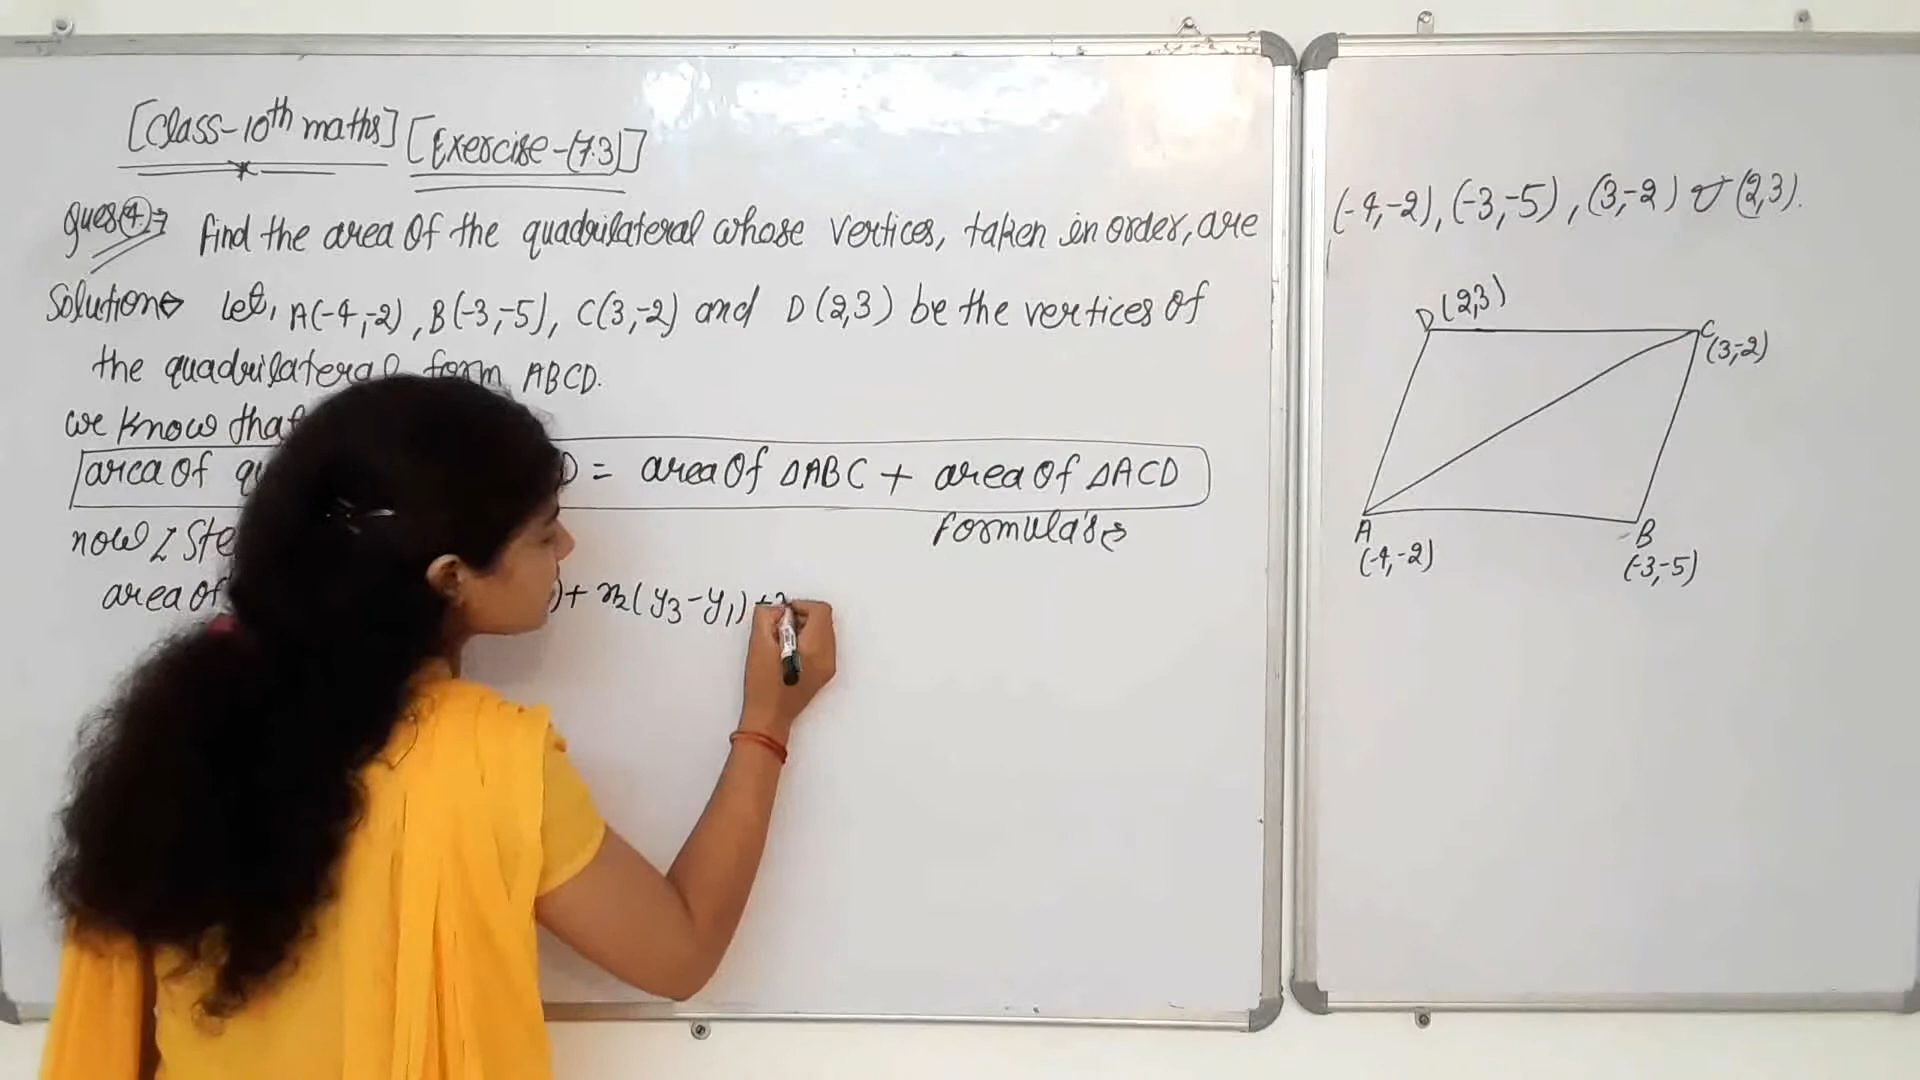 [Class-10th maths] [Exercise-(7.3)]
Ques(4)⇒ find the area of the quadrilateral whose vertices, taken in order, are
(-4,-2), (-3,-5), (3,-2) & (2,3).
Solution⇒ Let, A(-4,-2), B(-3,-5), C(3,-2) and D(2,3) be the vertices of
the quadrilateral form ABCD.
we know that
area of D = area of ΔABC + area of ΔACD
now formula's⇒
area of )+ x2(y3-y1)+
D (2,3)
C
(3,-2)
A
(-4,-2)
B
(-3,-5)